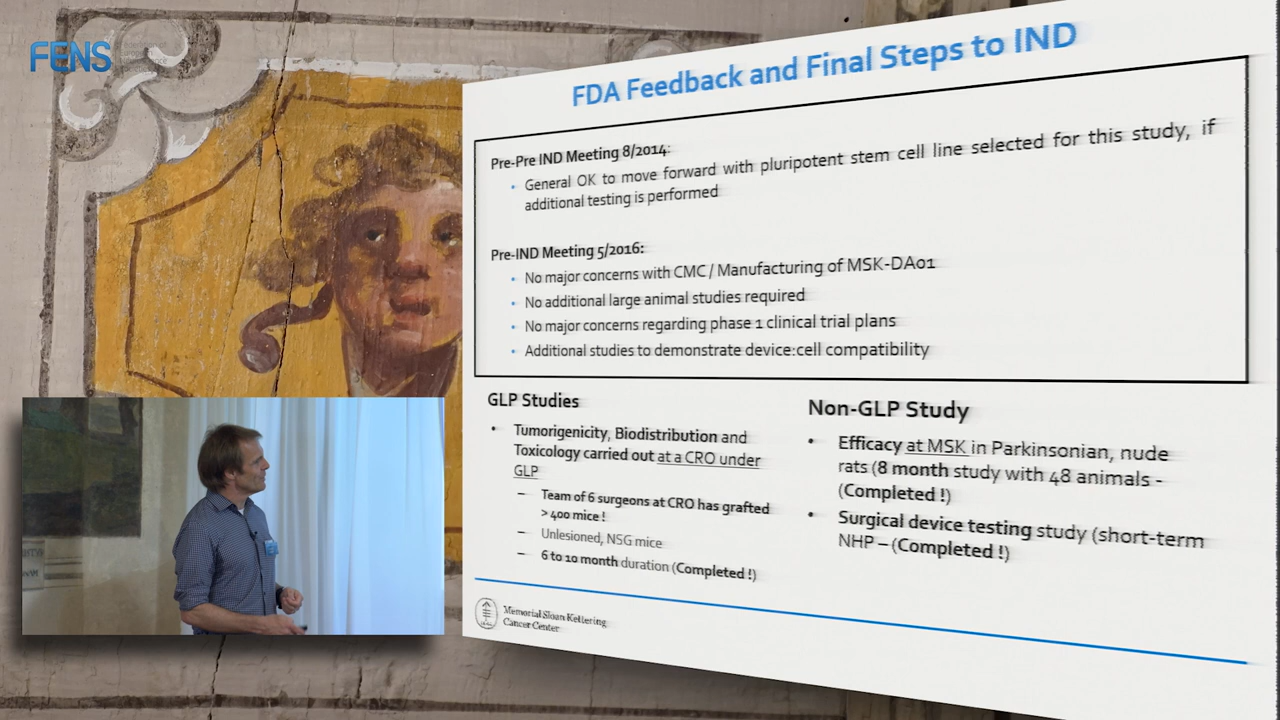 FENS
FDA Feedback and Final Steps to IND
Pre-Pre IND Meeting 8/2014:
• General OK to move forward with pluripotent stem cell line selected for this study, if
additional testing is performed
Pre-IND Meeting 5/2016:
• No major concerns with CMC / Manufacturing of MSK-DA01
• No additional large animal studies required
• No major concerns regarding phase 1 clinical trial plans
• Additional studies to demonstrate device:cell compatibility
GLP Studies
• Tumorigenicity, Biodistribution and
Toxicology carried out at a CRO under
GLP
– Team of 6 surgeons at CRO has grafted
> 400 mice !
– Unlesioned, NSG mice
– 6 to 10 month duration (Completed !)
Non-GLP Study
• Efficacy at MSK in Parkinsonian, nude
rats (8 month study with 48 animals -
(Completed !)
• Surgical device testing study (short-term
NHP – (Completed !)
Memorial Sloan Kettering
Cancer Center